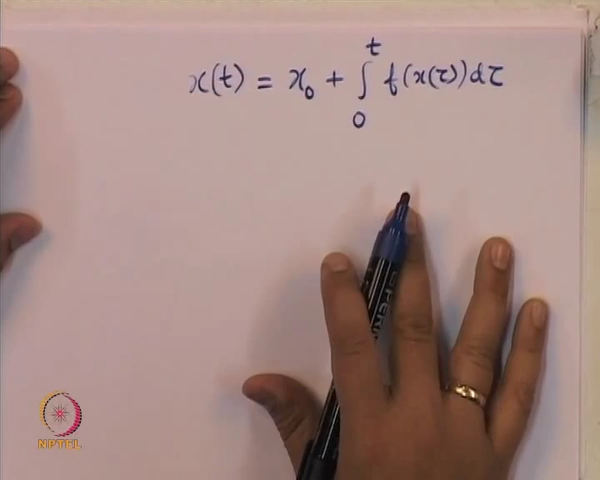 x(t) = x₀ + ∫₀ᵗ f(x(τ))dτ
NPTEL